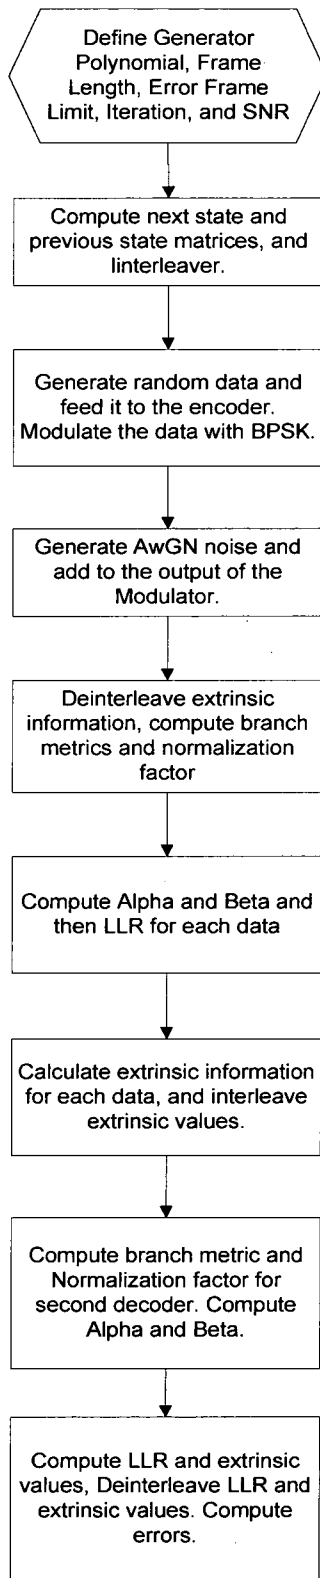 Define Generator
Polynomial, Frame
Length, Error Frame
Limit, Iteration, and SNR
Compute next state and
previous state matrices, and
linterleaver.
Generate random data and
feed it to the encoder.
Modulate the data with BPSK.
Generate AwGN noise and
add to the output of the
Modulator.
Deinterleave extrinsic
information, compute branch
metrics and normalization
factor
Compute Alpha and Beta and
then LLR for each data
Calculate extrinsic information
for each data, and interleave
extrinsic values.
Compute branch metric and
Normalization factor for
second decoder. Compute
Alpha and Beta.
Compute LLR and extrinsic
values, Deinterleave LLR and
extrinsic values. Compute
errors.